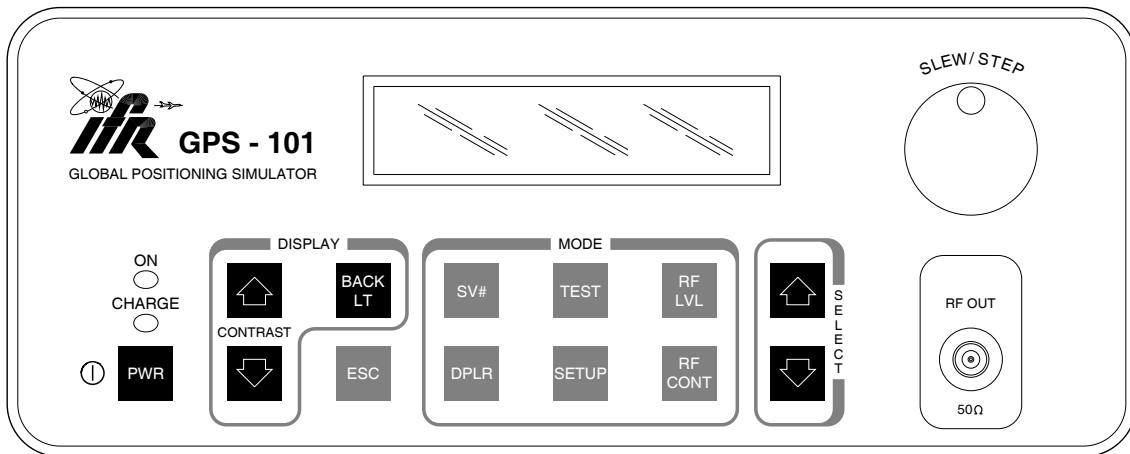 SLEW/STEP
IFR GPS - 101
GLOBAL POSITIONING SIMULATOR
DISPLAY
MODE
ON
CHARGE
CONTRAST
BACK
LT
SV#
TEST
RF
LVL
SELECT
RF OUT
PWR
ESC
DPLR
SETUP
RF
CONT
50Ω